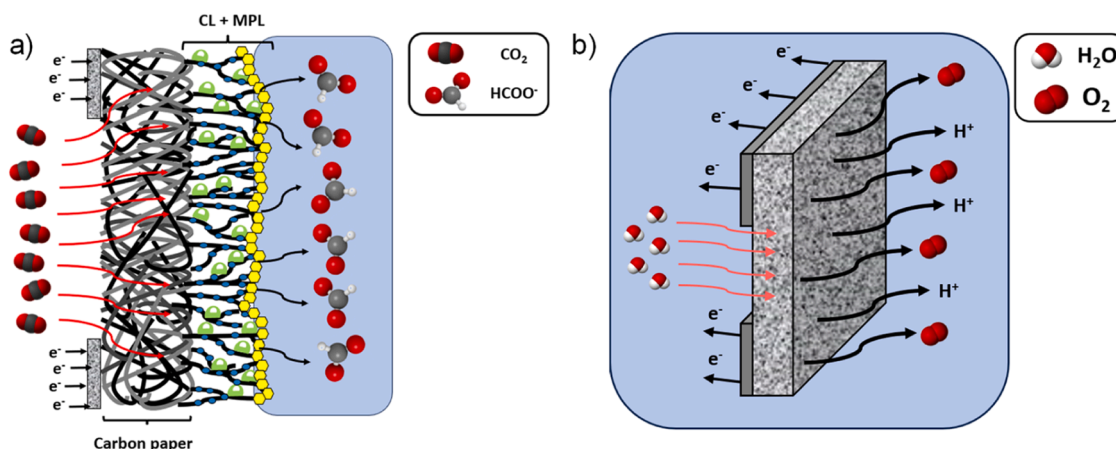 a)
CL + MPL
e-
e-
e-
e-
e-
e-
e-
Carbon paper
CO2
HCOO-
b)
e-
e-
e-
e-
e-
e-
e-
H+
H+
H+
H2O
O2